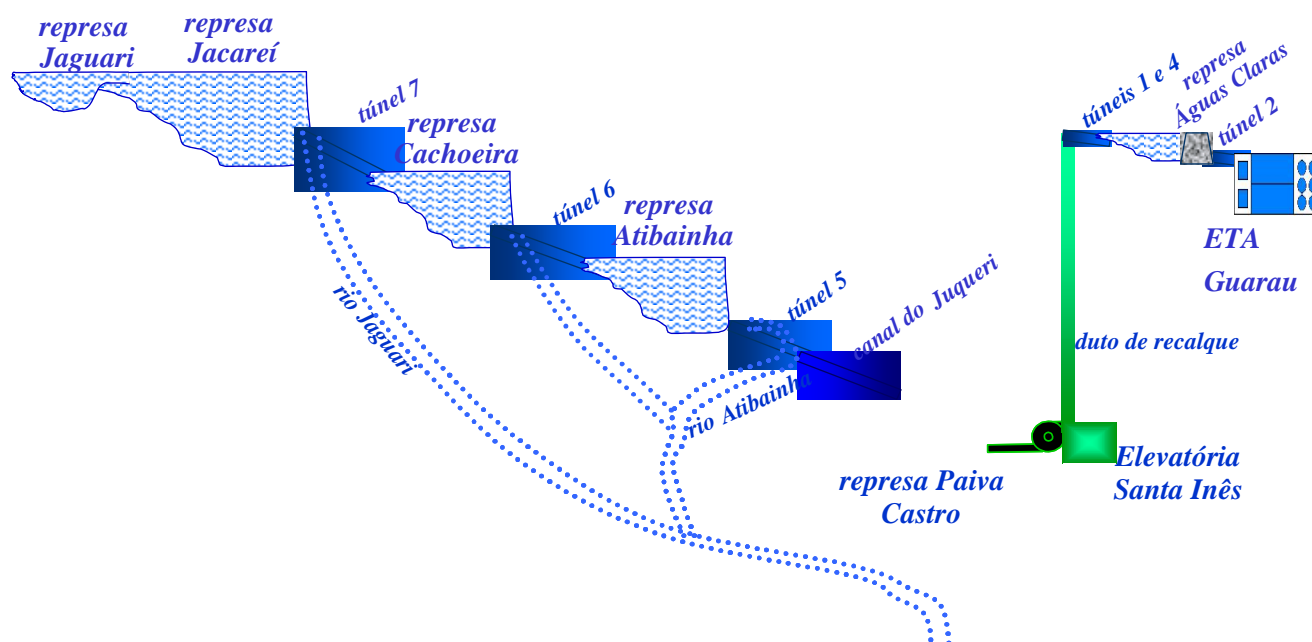 represa
Jaguari
represa
Jacareí
túnel 7
represa
Cachoeira
túnel 6
represa
Atibainha
túnel 5
canal do Juqueri
rio Jaguari
rio Atibainha
represa Paiva
Castro
túneis 1 e 4
represa
Águas Claras
túnel 2
ETA
Guarau
duto de recalque
Elevatória
Santa Inês